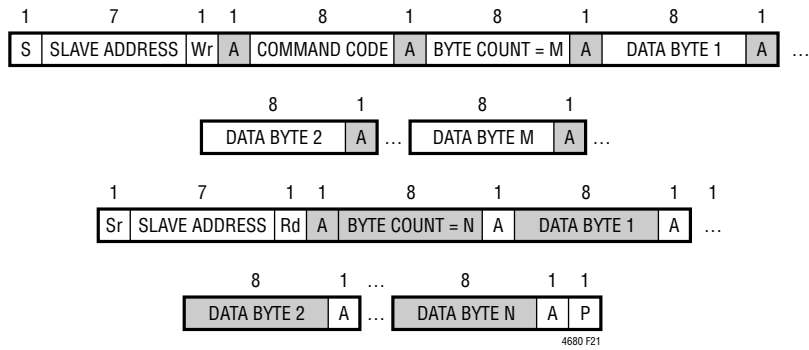 1 7 1 1 8 1 8 1 8 1
S SLAVE ADDRESS Wr A COMMAND CODE A BYTE COUNT = M A DATA BYTE 1 A …
8 1 8 1
DATA BYTE 2 A … DATA BYTE M A …
1 7 1 1 8 1 8 1 1
Sr SLAVE ADDRESS Rd A BYTE COUNT = N A DATA BYTE 1 A …
8 1 … 8 1 1
DATA BYTE 2 A … DATA BYTE N A P
4680 F21